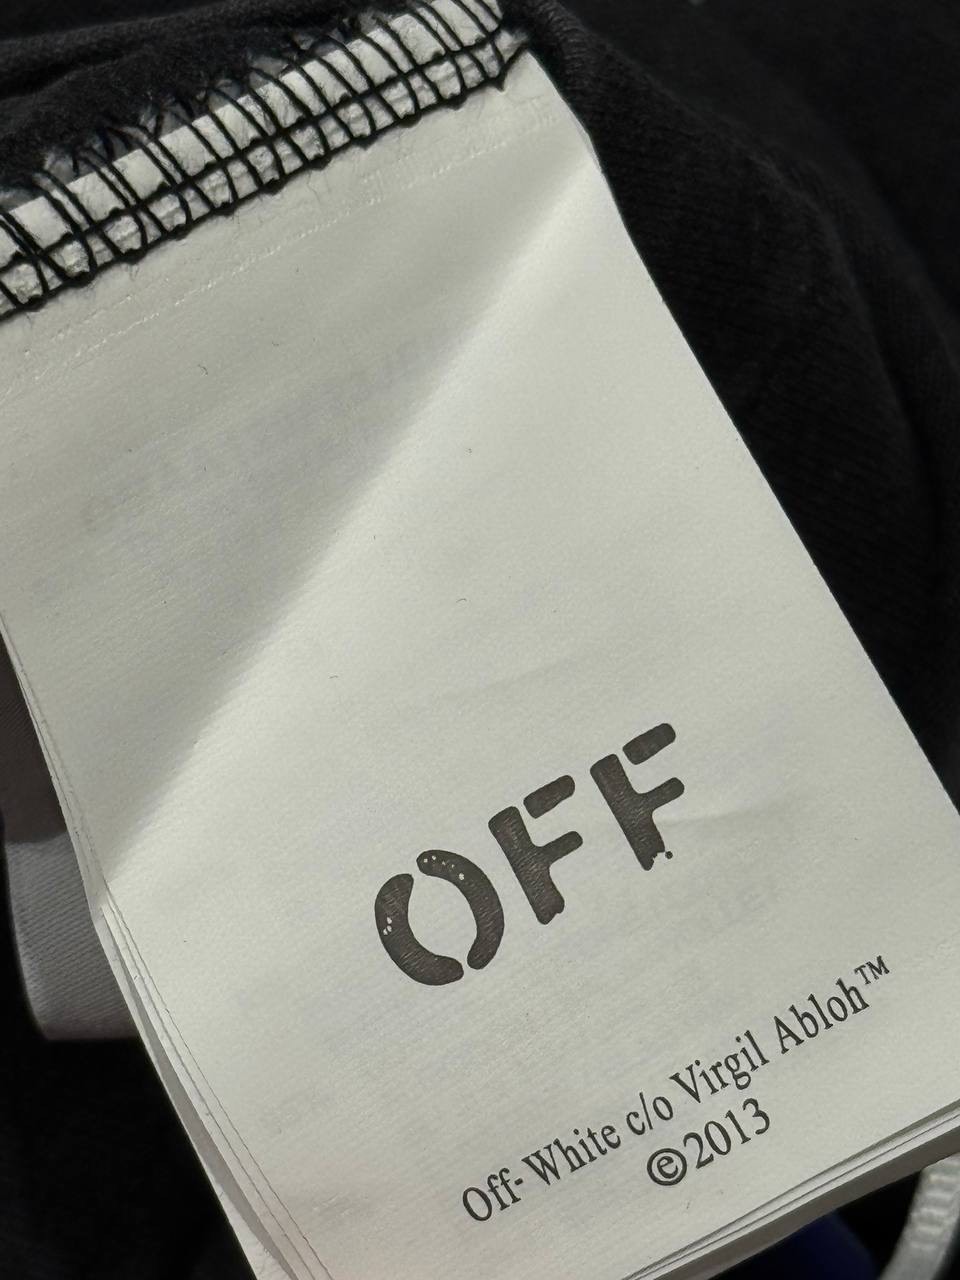 OFF
Off-White c/o Virgil Abloh™
©2013